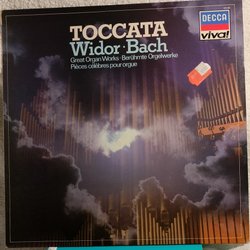 TOCCATA
Widor · Bach
Great Organ Works · Berühmte Orgelwerke
Pièces célèbres pour orgue
DECCA
viva!